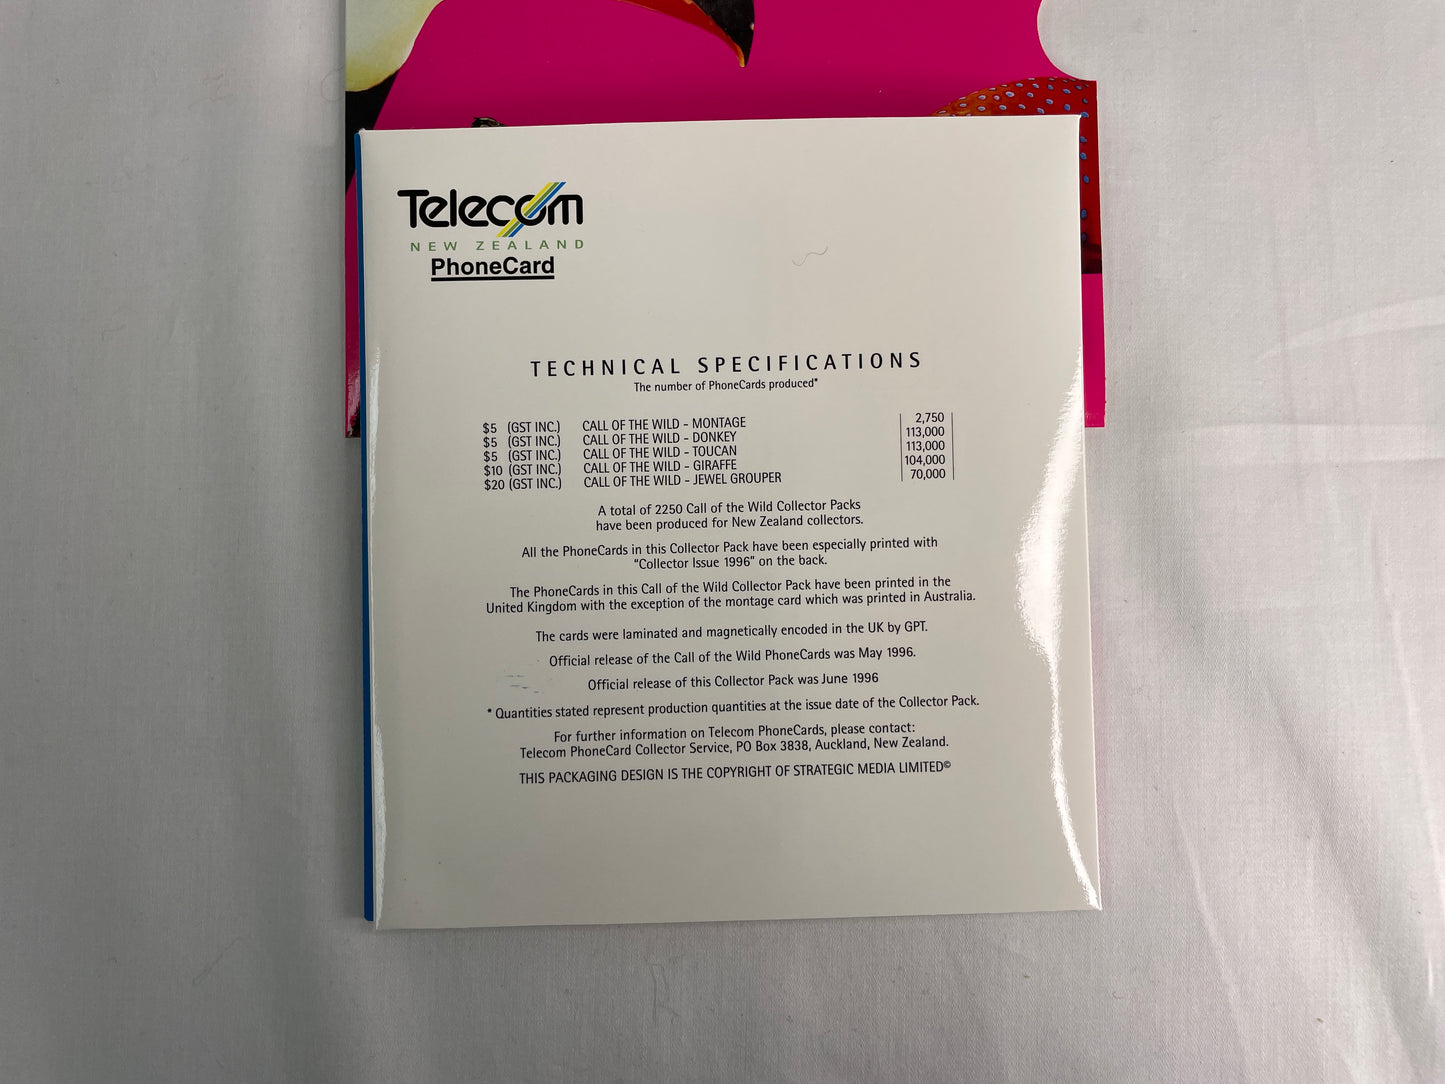 Telecom
NEW ZEALAND
PhoneCard
TECHNICAL SPECIFICATIONS
The number of PhoneCards produced*
$5 (GST INC.) CALL OF THE WILD - MONTAGE 2,750
$5 (GST INC.) CALL OF THE WILD - DONKEY 113,000
$5 (GST INC.) CALL OF THE WILD - TOUCAN 113,000
$10 (GST INC.) CALL OF THE WILD - GIRAFFE 104,000
$20 (GST INC.) CALL OF THE WILD - JEWEL GROUPER 70,000
A total of 2250 Call of the Wild Collector Packs
have been produced for New Zealand collectors.
All the PhoneCards in this Collector Pack have been especially printed with
“Collector Issue 1996” on the back.
The PhoneCards in this Call of the Wild Collector Pack have been printed in the
United Kingdom with the exception of the montage card which was printed in Australia.
The cards were laminated and magnetically encoded in the UK by GPT.
Official release of the Call of the Wild PhoneCards was May 1996.
Official release of this Collector Pack was June 1996
* Quantities stated represent production quantities at the issue date of the Collector Pack.
For further information on Telecom PhoneCards, please contact:
Telecom PhoneCard Collector Service, PO Box 3838, Auckland, New Zealand.
THIS PACKAGING DESIGN IS THE COPYRIGHT OF STRATEGIC MEDIA LIMITED©